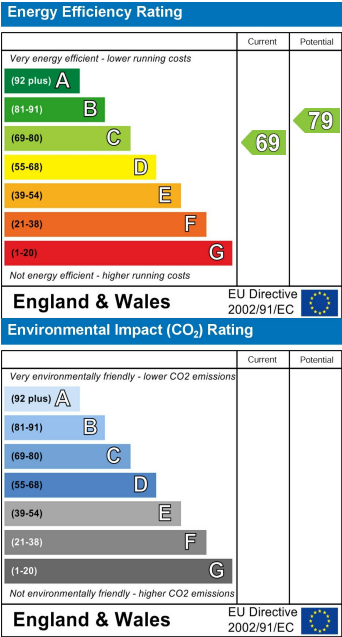 Energy Efficiency Rating
Current Potential
Very energy efficient - lower running costs
(92 plus) A
(81-91) B
(69-80) C
(55-68) D
(39-54) E
(21-38) F
(1-20) G
69
79
Not energy efficient - higher running costs
England & Wales
EU Directive
2002/91/EC
Environmental Impact (CO₂) Rating
Current Potential
Very environmentally friendly - lower CO2 emissions
(92 plus) A
(81-91) B
(69-80) C
(55-68) D
(39-54) E
(21-38) F
(1-20) G
Not environmentally friendly - higher CO2 emissions
England & Wales
EU Directive
2002/91/EC